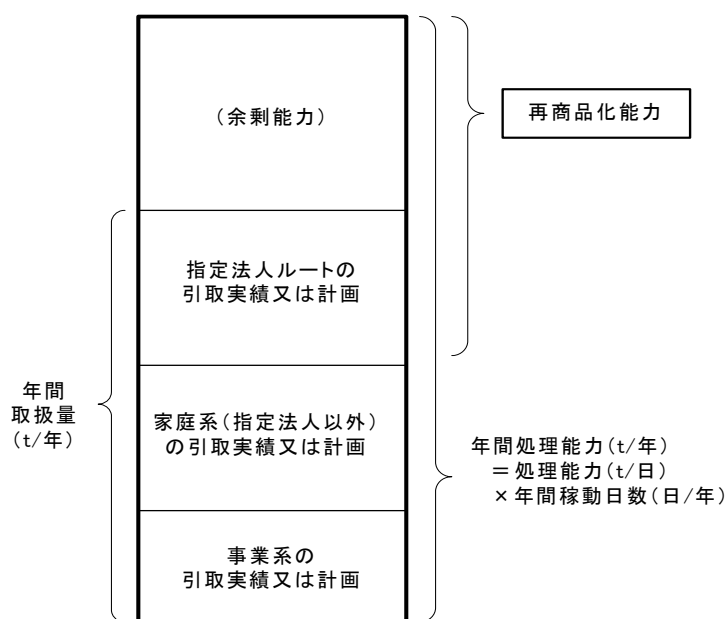 (余剰能力)
再商品化能力
指定法人ルートの
引取実績又は計画
年間
取扱量
(t/年)
家庭系(指定法人以外)
の引取実績又は計画
年間処理能力(t/年)
=処理能力(t/日)
×年間稼動日数(日/年)
事業系の
引取実績又は計画